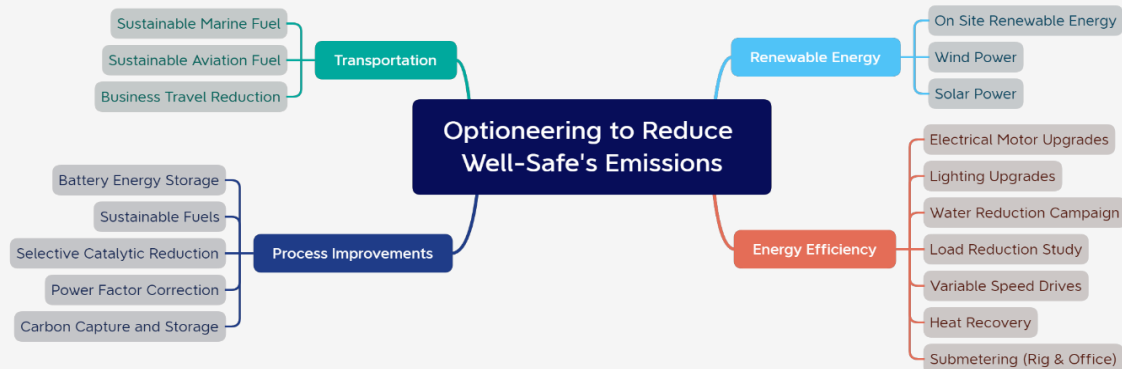 Sustainable Marine Fuel
Sustainable Aviation Fuel
Business Travel Reduction
Transportation
Battery Energy Storage
Sustainable Fuels
Selective Catalytic Reduction
Power Factor Correction
Carbon Capture and Storage
Process Improvements
Optioneering to Reduce
Well-Safe's Emissions
Renewable Energy
On Site Renewable Energy
Wind Power
Solar Power
Energy Efficiency
Electrical Motor Upgrades
Lighting Upgrades
Water Reduction Campaign
Load Reduction Study
Variable Speed Drives
Heat Recovery
Submetering (Rig & Office)